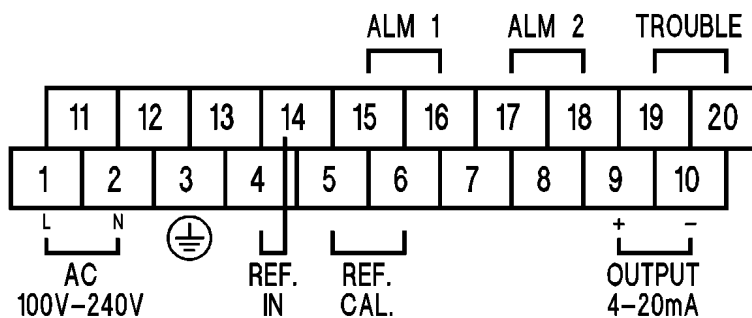 ALM 1 ALM 2 TROUBLE
11 12 13 14 15 16 17 18 19 20
1 2 3 4 5 6 7 8 9 10
L N + −
AC 100V−240V
REF. IN
REF. CAL.
OUTPUT 4−20mA